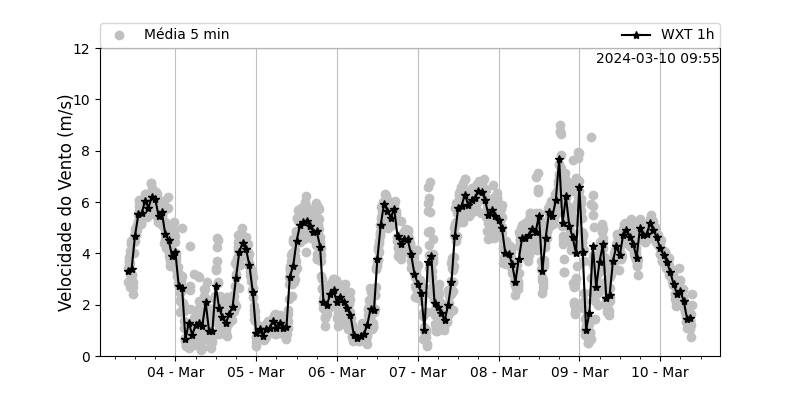 Média 5 min
WXT 1h
2024-03-10 09:55
Velocidade do Vento (m/s)
12
10
8
6
4
2
0
04 - Mar
05 - Mar
06 - Mar
07 - Mar
08 - Mar
09 - Mar
10 - Mar